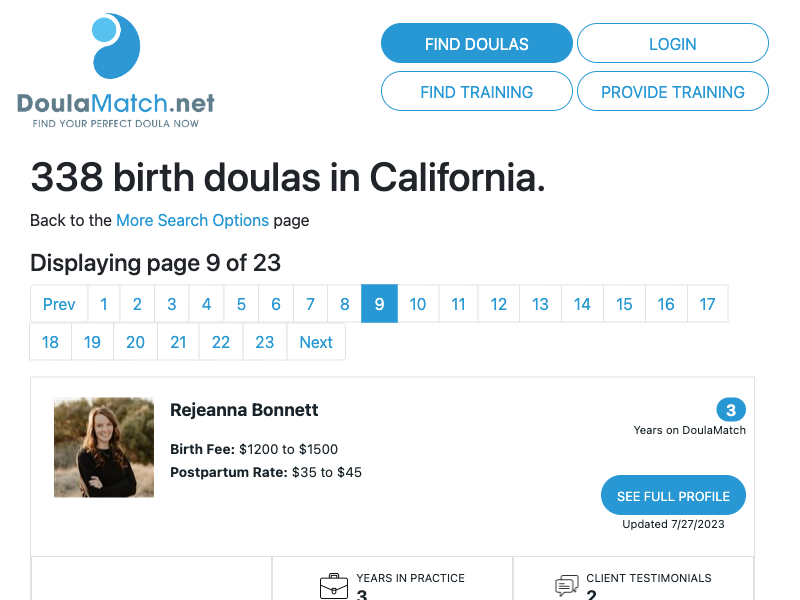 DoulaMatch.net
FIND YOUR PERFECT DOULA NOW
FIND DOULAS
LOGIN
FIND TRAINING
PROVIDE TRAINING
338 birth doulas in California.
Back to the More Search Options page
Displaying page 9 of 23
Prev 1 2 3 4 5 6 7 8 9 10 11 12 13 14 15 16 17
18 19 20 21 22 23 Next
Rejeanna Bonnett
Birth Fee: $1200 to $1500
Postpartum Rate: $35 to $45
3
Years on DoulaMatch
SEE FULL PROFILE
Updated 7/27/2023
YEARS IN PRACTICE
3
CLIENT TESTIMONIALS
2